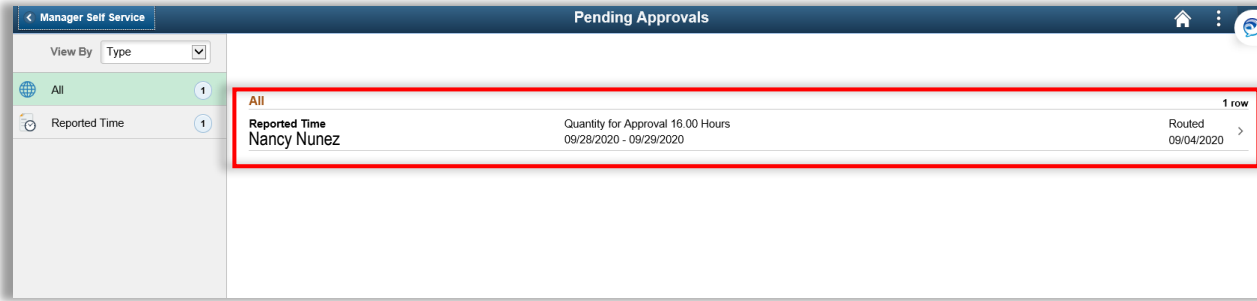 Manager Self Service
Pending Approvals
View By Type
All 1
Reported Time 1
All
1 row
Reported Time Quantity for Approval 16.00 Hours Routed
Nancy Nunez 09/28/2020 - 09/29/2020 09/04/2020